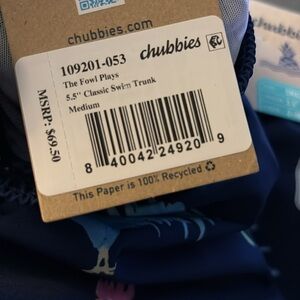 chubbies.com
109201-053
chubbies
The Fowl Plays
5.5" Classic Swim Trunk
Medium
MSRP: $69.50
8 40042 24920 9
This Paper is 100% Recycled
chubbies